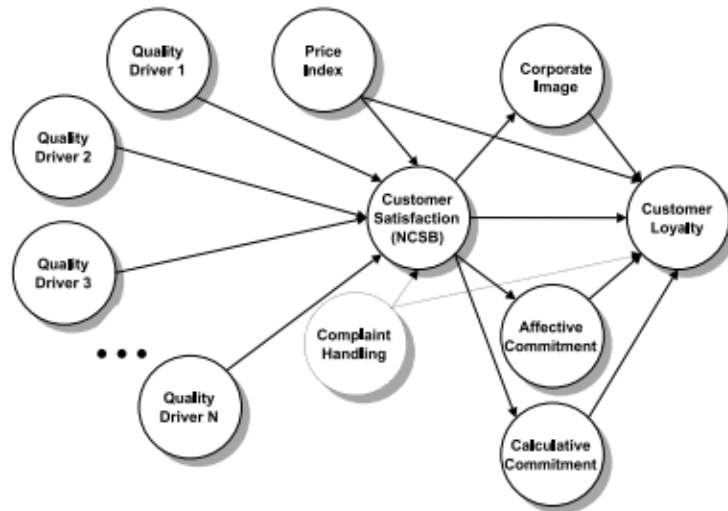 Quality
Driver 1
Price
Index
Corporate
Image
Quality
Driver 2
Customer
Satisfaction
(NCSB)
Customer
Loyalty
Quality
Driver 3
Complaint
Handling
Affective
Commitment
Quality
Driver N
Calculative
Commitment